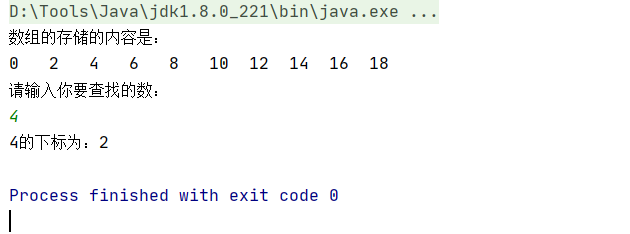 D:\Tools\Java\jdk1.8.0_221\bin\java.exe ...
数组的存储的内容是：
0 2 4 6 8 10 12 14 16 18
请输入你要查找的数：
4
4的下标为：2
Process finished with exit code 0